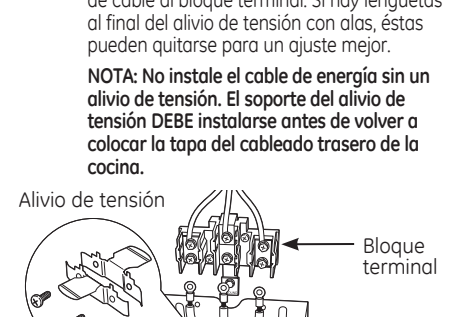 de cable al bloque terminal. Si hay lengüetas
al final del alivio de tensión con alas, éstas
pueden quitarse para un ajuste mejor.
NOTA: No instale el cable de energía sin un
alivio de tensión. El soporte del alivio de
tensión DEBE instalarse antes de volver a
colocar la tapa del cableado trasero de la
cocina.
Alivio de tensión
Bloque
terminal